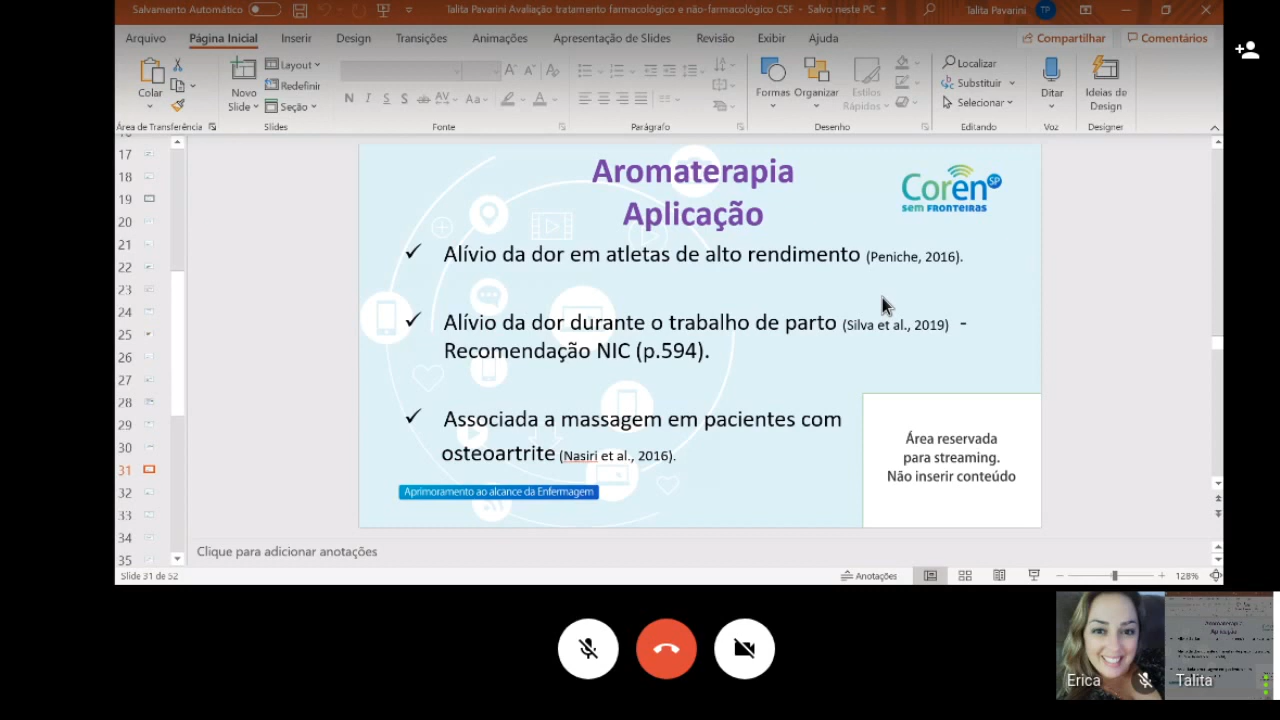 Salvamento Automático
Talita Pavarini Avaliação tratamento farmacológico e não-farmacológico CSF - Salvo neste PC
Talita Pavarini
TP
Arquivo
Página Inicial
Inserir
Design
Transições
Animações
Apresentação de Slides
Revisão
Exibir
Ajuda
Compartilhar
Comentários
Colar
Novo
Slide
Layout
Redefinir
Seção
N I S S ab AV Aa A
Formas
Organizar
Estilos
Rápidos
Localizar
Substituir
Selecionar
Ditar
Ideias de
Design
Área de Transferência
Slides
Fonte
Parágrafo
Desenho
Editando
Voz
Designer
17
18
19
20
21
22
23
24
25
26
27
28
29
30
31
32
33
34
35
Aromaterapia
Aplicação
Coren SP
SEM FRONTEIRAS
✓ Alívio da dor em atletas de alto rendimento (Peniche, 2016).
✓ Alívio da dor durante o trabalho de parto (Silva et al., 2019) -
Recomendação NIC (p.594).
✓ Associada a massagem em pacientes com
osteoartrite (Nasiri et al., 2016).
Área reservada
para streaming.
Não inserir conteúdo
Aprimoramento ao alcance da Enfermagem
Clique para adicionar anotações
Slide 31 de 52
Anotações
128%
Erica
Talita